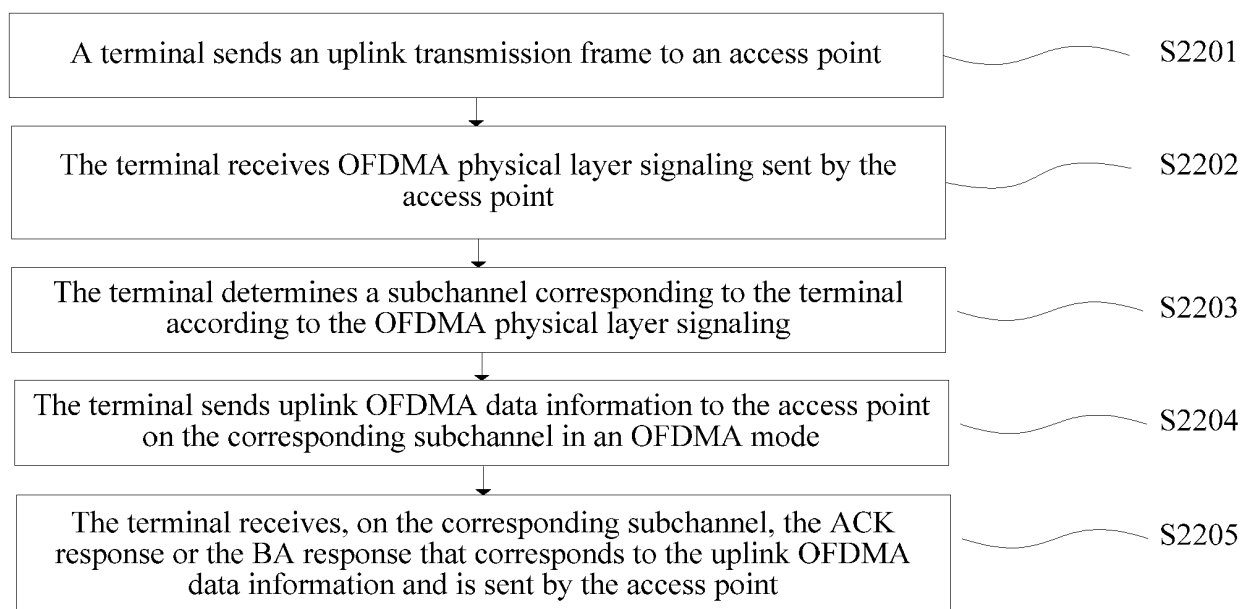 A terminal sends an uplink transmission frame to an access point
S2201
The terminal receives OFDMA physical layer signaling sent by the
access point
S2202
The terminal determines a subchannel corresponding to the terminal
according to the OFDMA physical layer signaling
S2203
The terminal sends uplink OFDMA data information to the access point
on the corresponding subchannel in an OFDMA mode
S2204
The terminal receives, on the corresponding subchannel, the ACK
response or the BA response that corresponds to the uplink OFDMA
data information and is sent by the access point
S2205